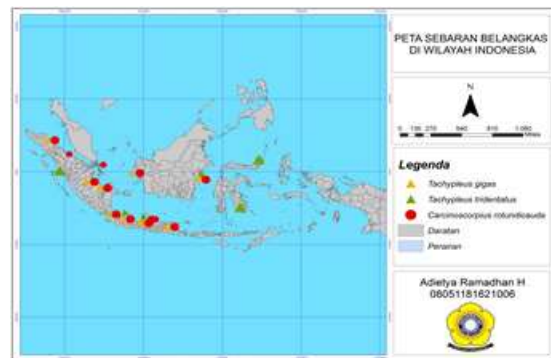 PETA SEBARAN BELANGKAS
DI WILAYAH INDONESIA
N
Legenda
Tachypleus gigas
Tachypleus tridentatus
Carcinoscorpius rotundicauda
Daratan
Perairan
Adietya Ramadhan H
08051181621006